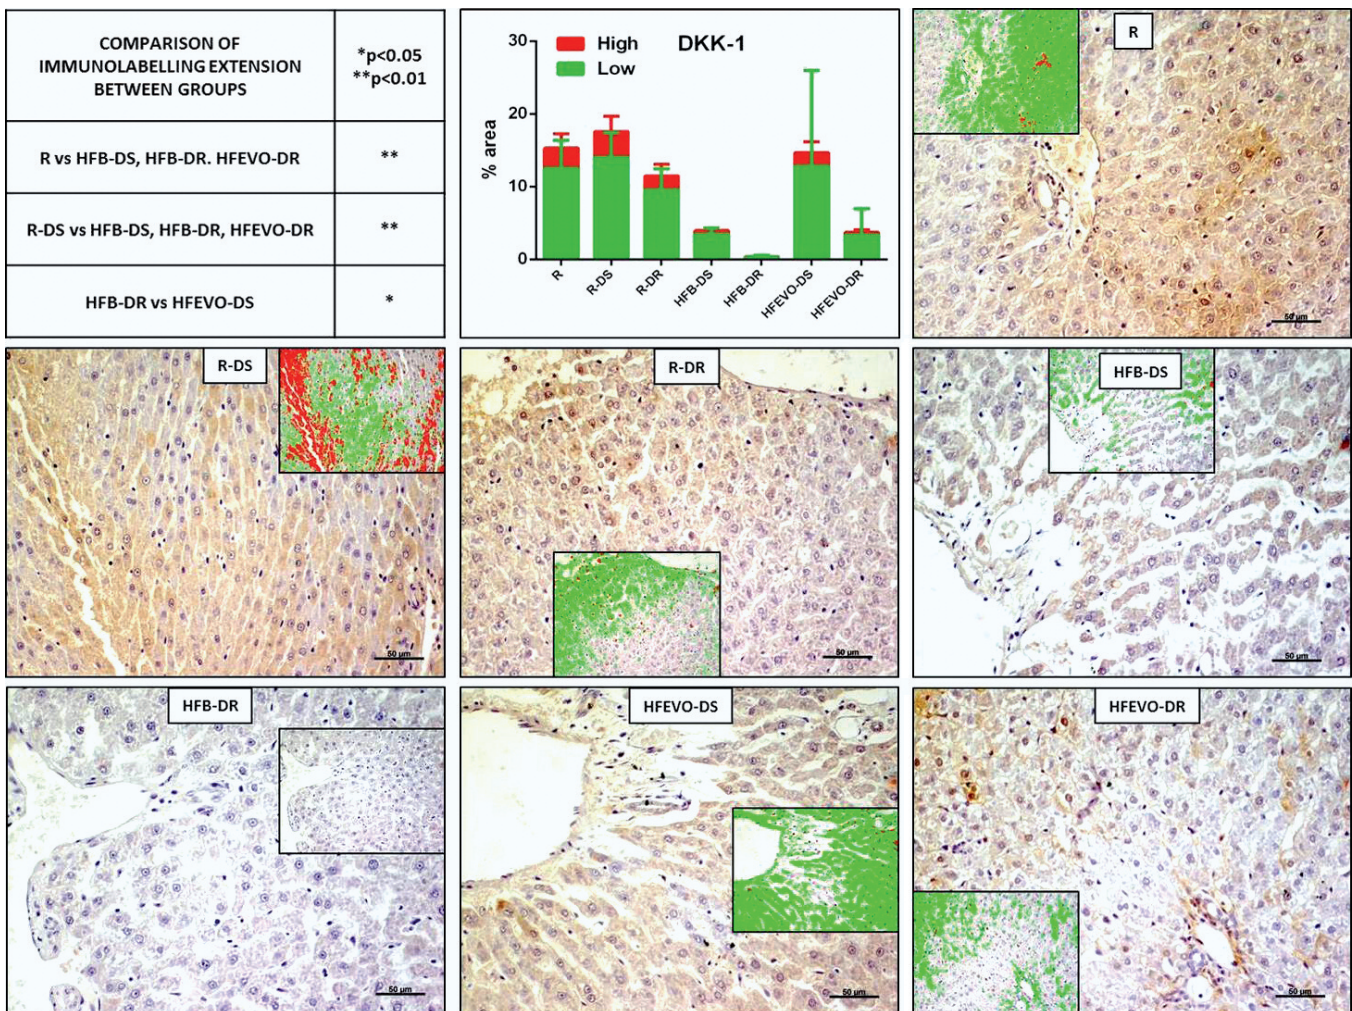 COMPARISON OF
IMMUNOLABELLING EXTENSION
BETWEEN GROUPS
*p<0.05
**p<0.01
R vs HFB-DS, HFB-DR. HFEVO-DR
**
R-DS vs HFB-DS, HFB-DR, HFEVO-DR
**
HFB-DR vs HFEVO-DS
*
DKK-1
High
Low
% area
30
20
10
0
R
R-DS
R-DR
HFB-DS
HFB-DR
HFEVO-DS
HFEVO-DR
R
50 µm
R-DS
50 µm
R-DR
50 µm
HFB-DS
50 µm
HFB-DR
50 µm
HFEVO-DS
50 µm
HFEVO-DR
50 µm